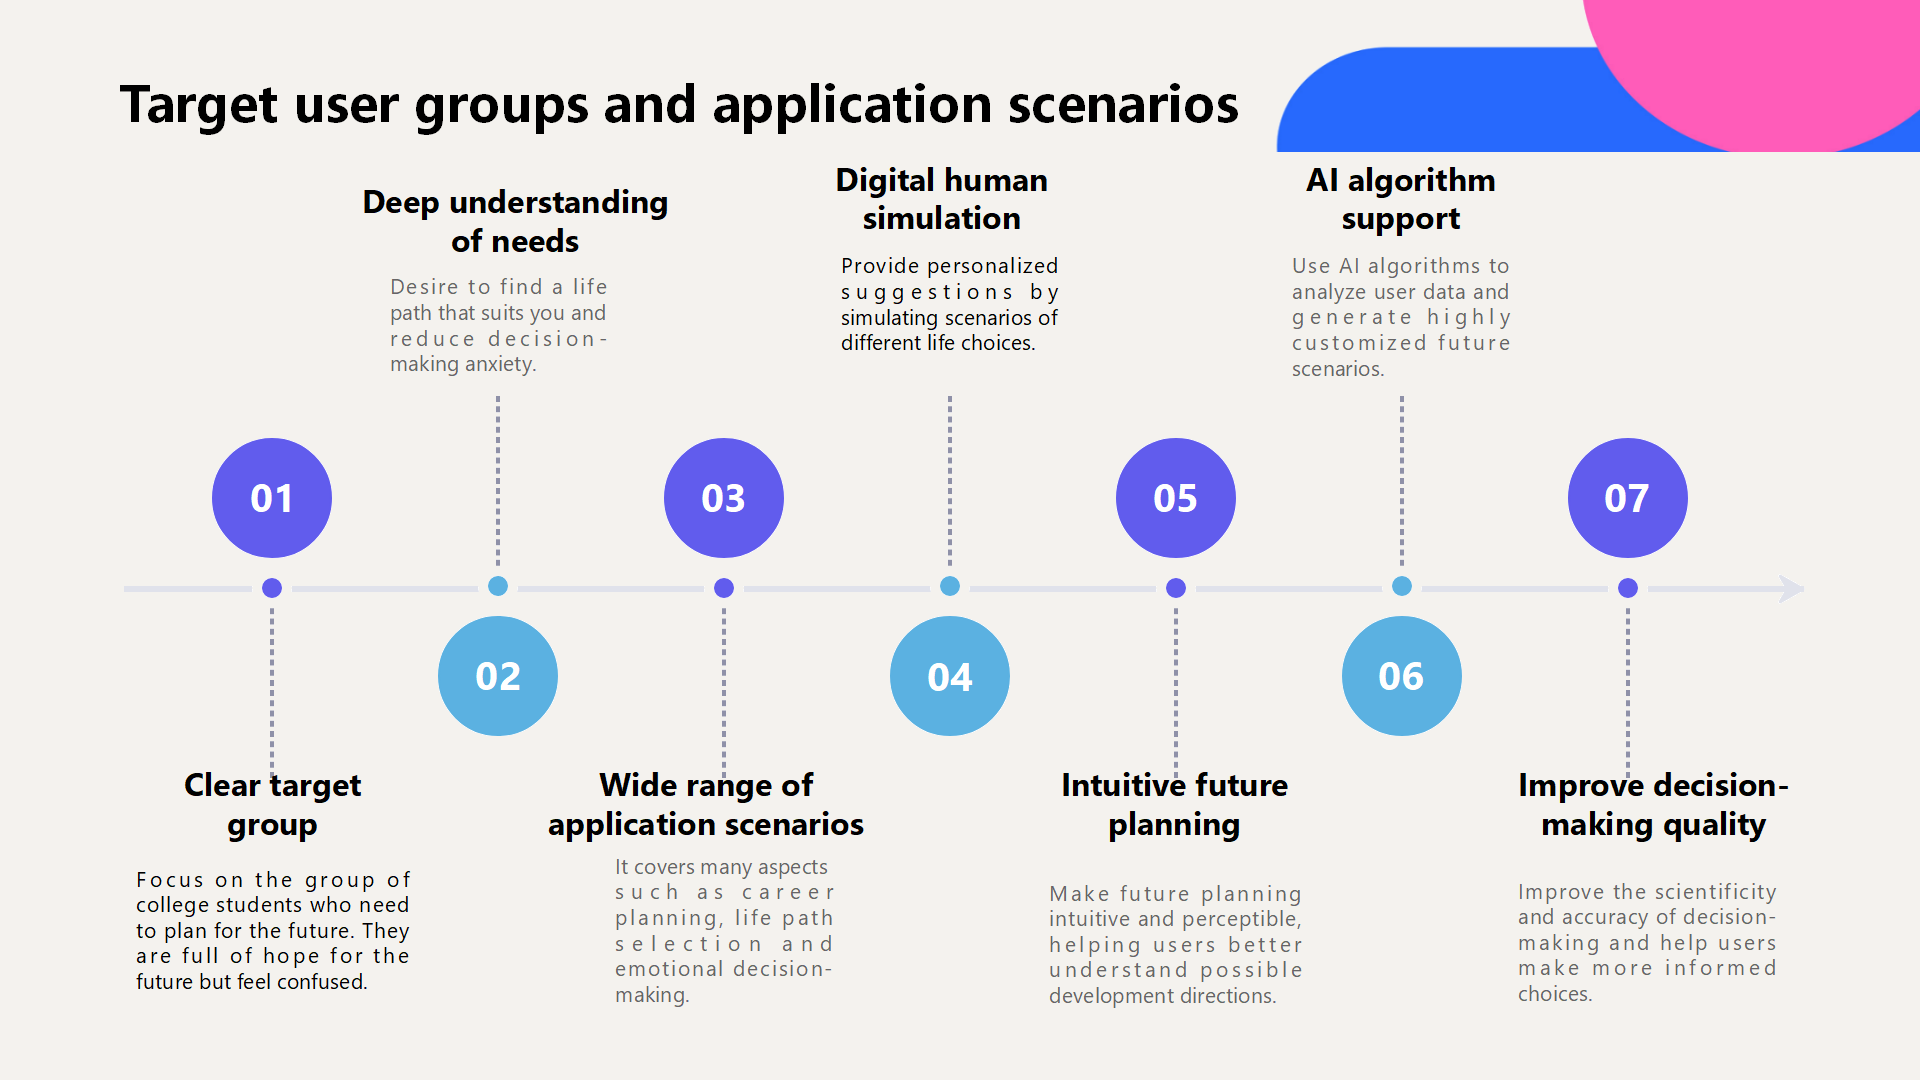 Target user groups and application scenarios
Deep understanding
of needs
Desire to find a life
path that suits you and
reduce decision-
making anxiety.
Digital human
simulation
Provide personalized
suggestions by
simulating scenarios of
different life choices.
AI algorithm
support
Use AI algorithms to
analyze user data and
generate highly
customized future
scenarios.
01
03
05
07
02
04
06
Clear target
group
Focus on the group of
college students who need
to plan for the future. They
are full of hope for the
future but feel confused.
Wide range of
application scenarios
It covers many aspects
such as career
planning, life path
selection and
emotional decision-
making.
Intuitive future
planning
Make future planning
intuitive and perceptible,
helping users better
understand possible
development directions.
Improve decision-
making quality
Improve the scientificity
and accuracy of decision-
making and help users
make more informed
choices.